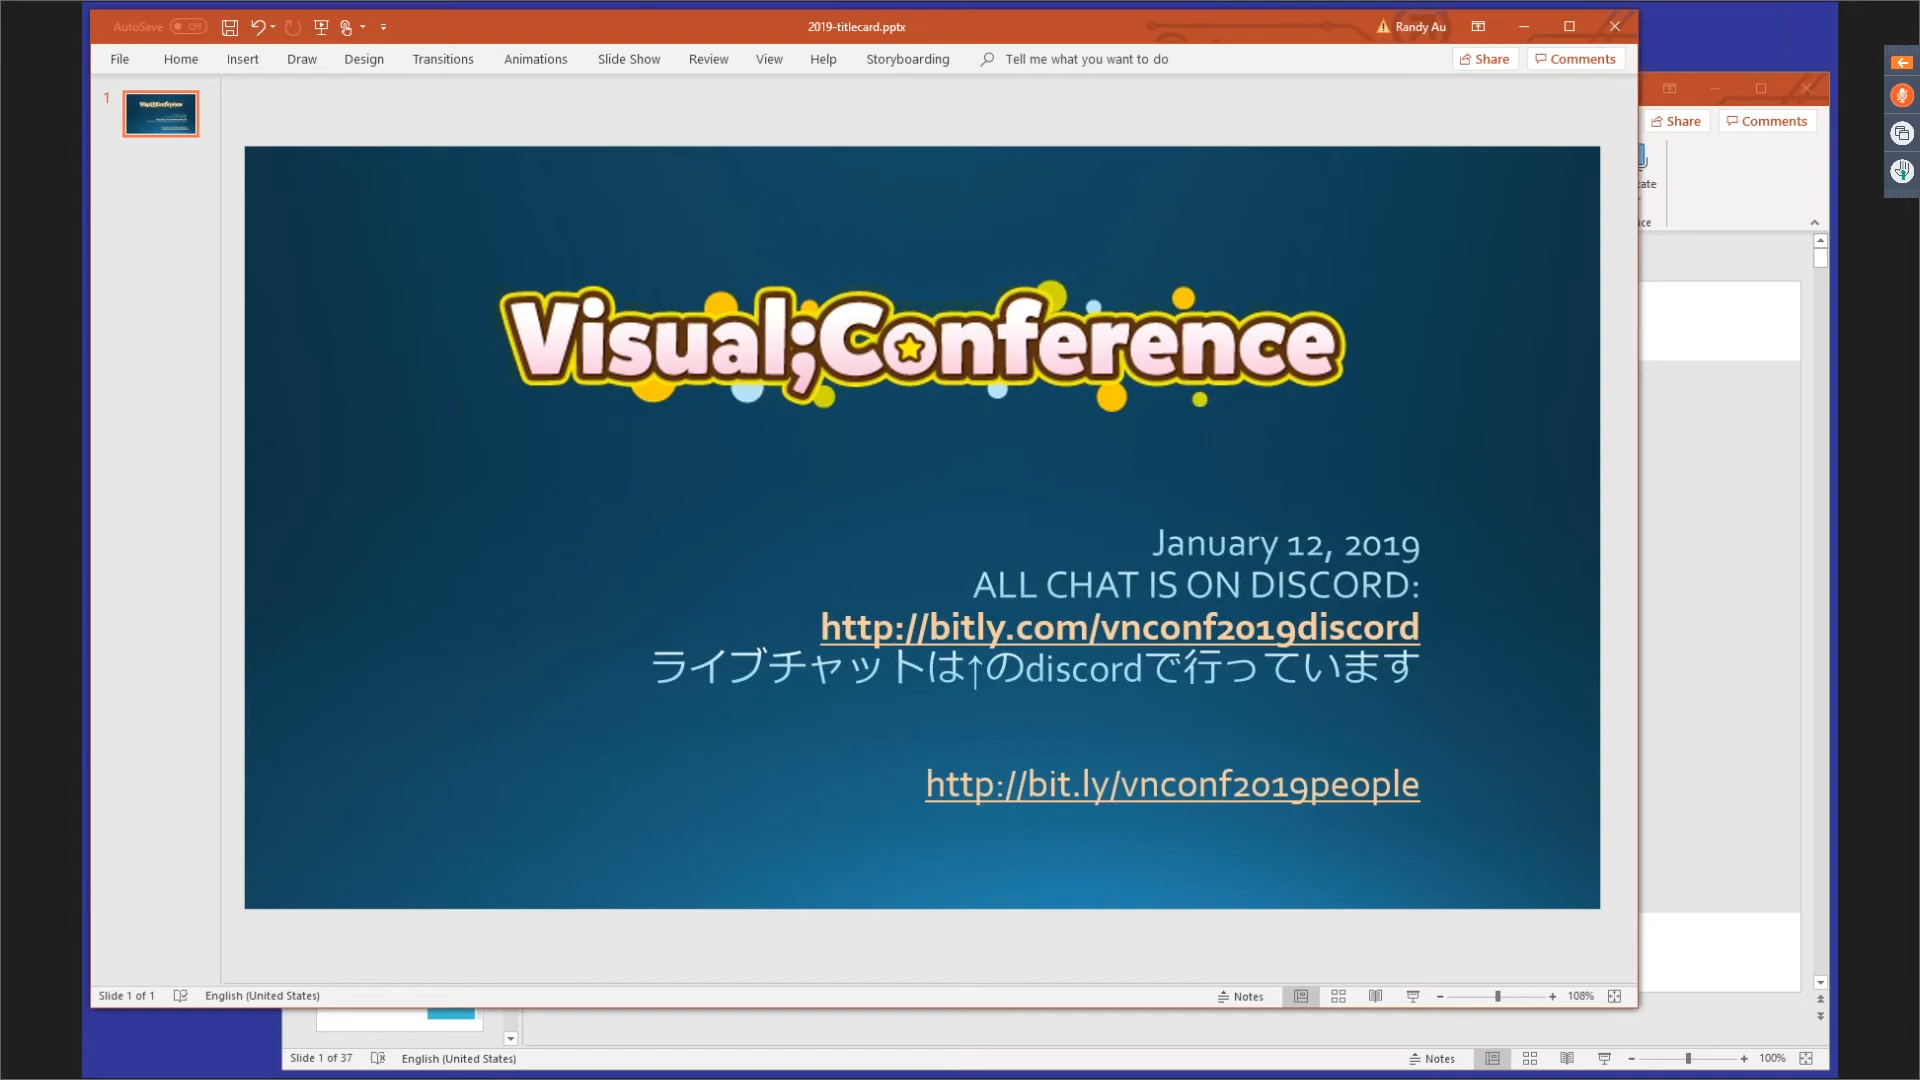 AutoSave Off
2019-titlecard.pptx
Randy Au
File Home Insert Draw Design Transitions Animations Slide Show Review View Help Storyboarding Tell me what you want to do
Share Comments
Share Comments
1
Visual;Conference
Visual;Conference
January 12, 2019
ALL CHAT IS ON DISCORD:
http://bitly.com/vnconf2019discord
ライブチャットは↑のdiscordで行っています
http://bit.ly/vnconf2019people
Slide 1 of 1 English (United States) Notes 108%
Slide 1 of 37 English (United States) Notes 100%